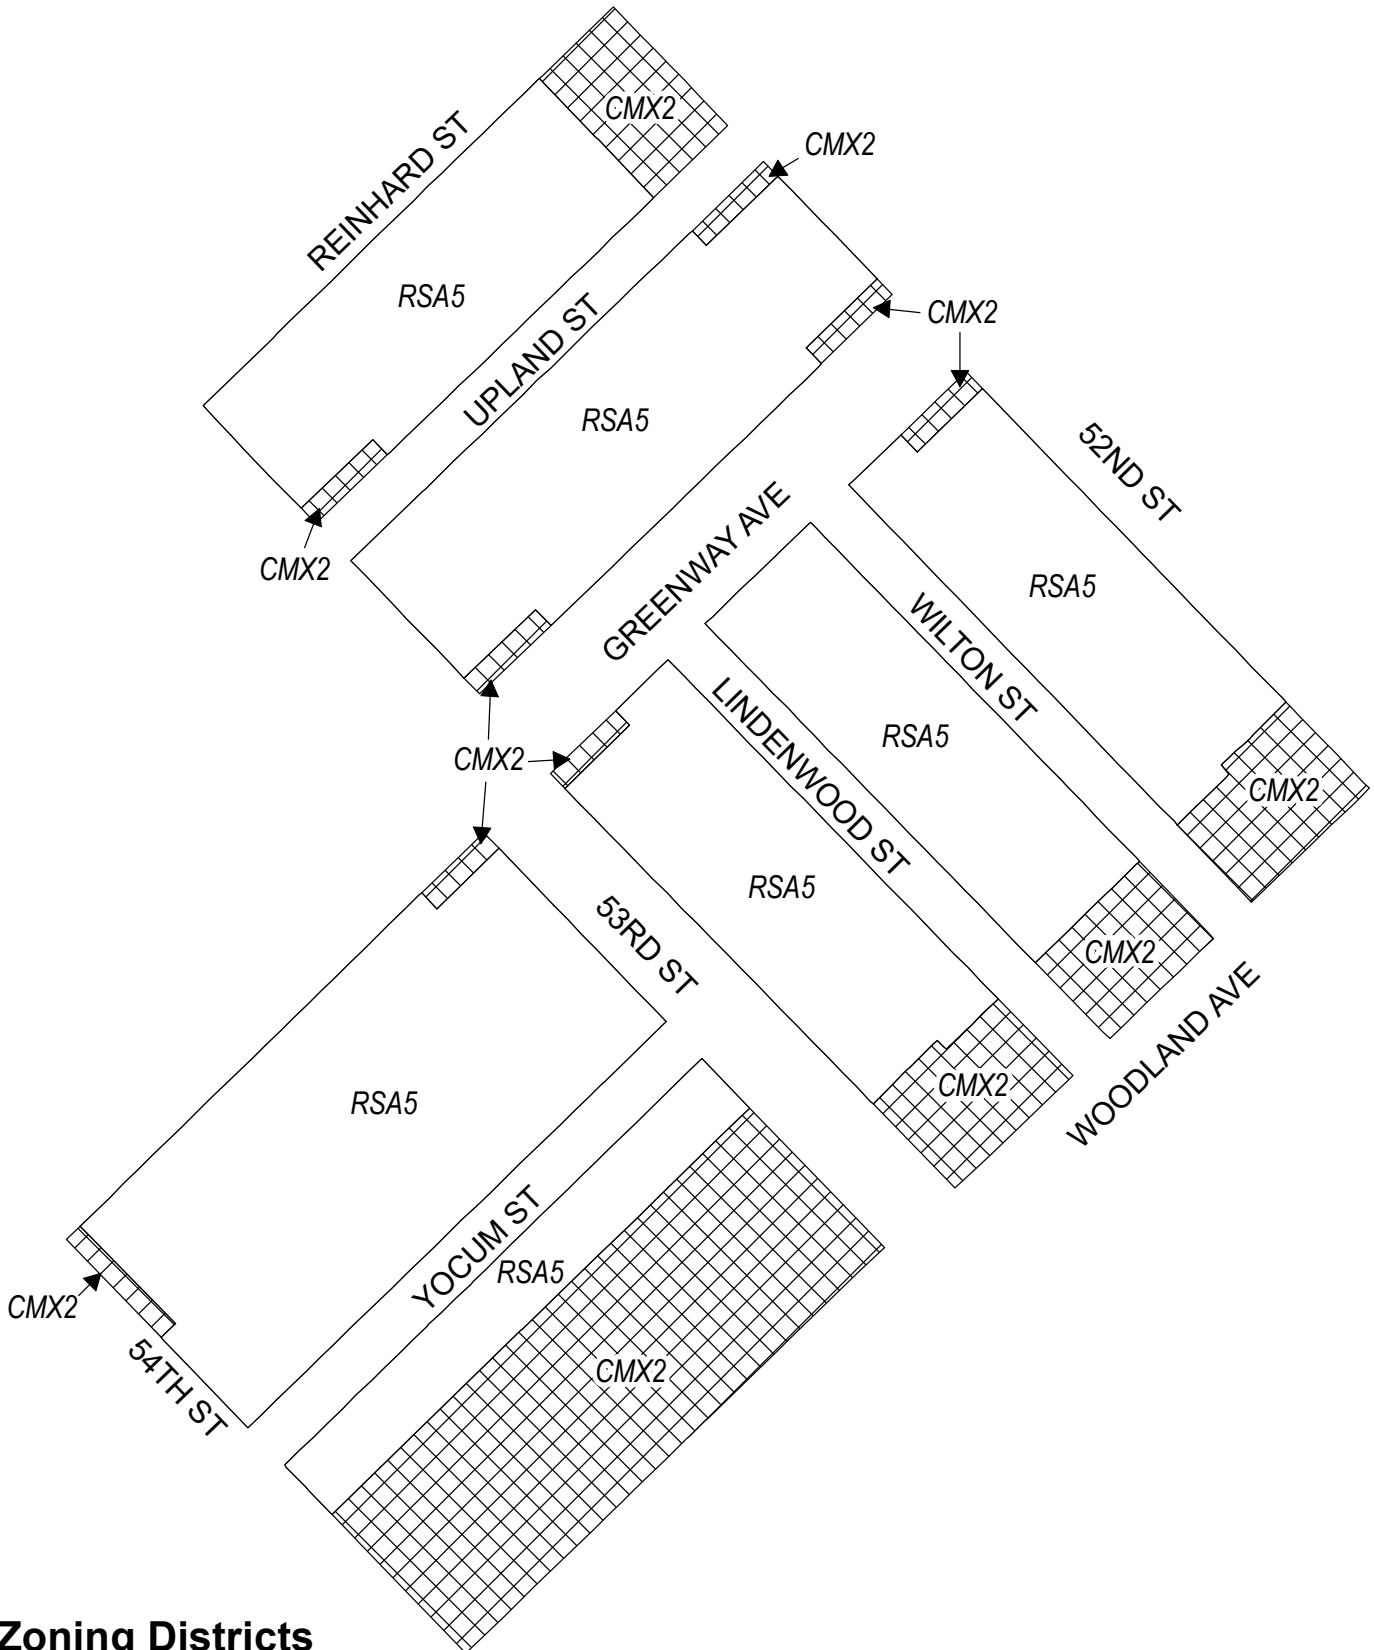 CMX2
REINHARD ST
CMX2
RSA5
CMX2
UPLAND ST
RSA5
52ND ST
GREENWAY AVE
CMX2
RSA5
WILTON ST
LINDENWOOD ST
RSA5
CMX2
CMX2
RSA5
53RD ST
CMX2
WOODLAND AVE
CMX2
RSA5
YOCUM ST
RSA5
CMX2
54TH ST
CMX2
Zoning Districts